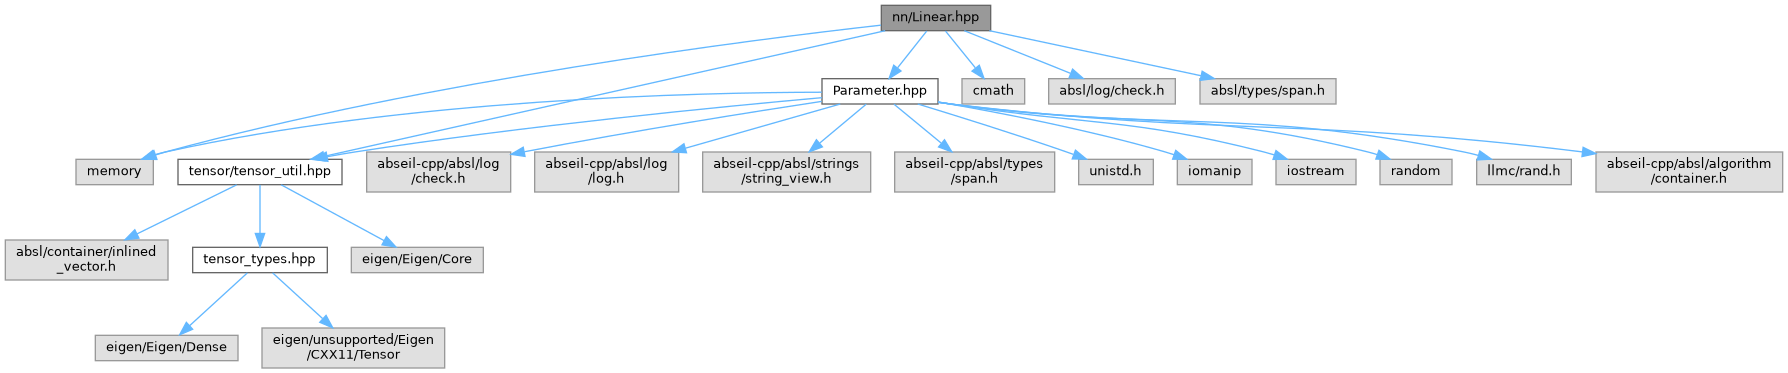 nn/Linear.hpp
Parameter.hpp
cmath
absl/log/check.h
absl/types/span.h
memory
tensor/tensor_util.hpp
abseil-cpp/absl/log
/check.h
abseil-cpp/absl/log
/log.h
abseil-cpp/absl/strings
/string_view.h
abseil-cpp/absl/types
/span.h
unistd.h
iomanip
iostream
random
llmc/rand.h
abseil-cpp/absl/algorithm
/container.h
absl/container/inlined
_vector.h
tensor_types.hpp
eigen/Eigen/Core
eigen/Eigen/Dense
eigen/unsupported/Eigen
/CXX11/Tensor